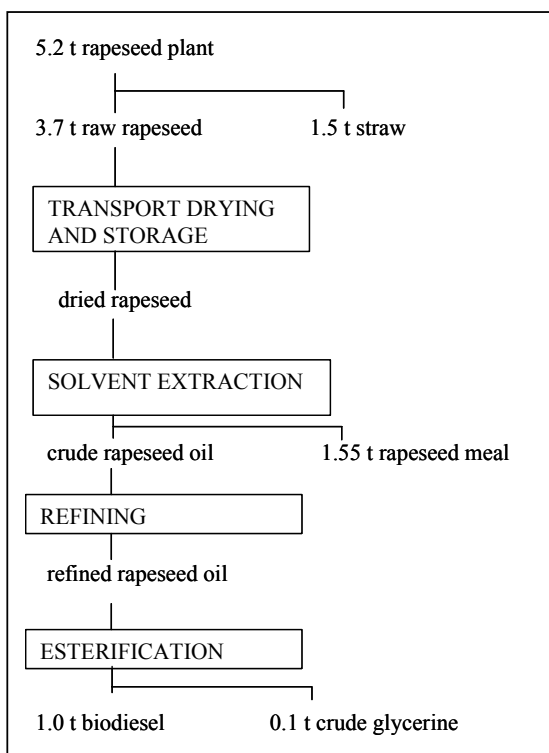 5.2 t rapeseed plant
3.7 t raw rapeseed
1.5 t straw
TRANSPORT DRYING
AND STORAGE
dried rapeseed
SOLVENT EXTRACTION
crude rapeseed oil
1.55 t rapeseed meal
REFINING
refined rapeseed oil
ESTERIFICATION
1.0 t biodiesel
0.1 t crude glycerine